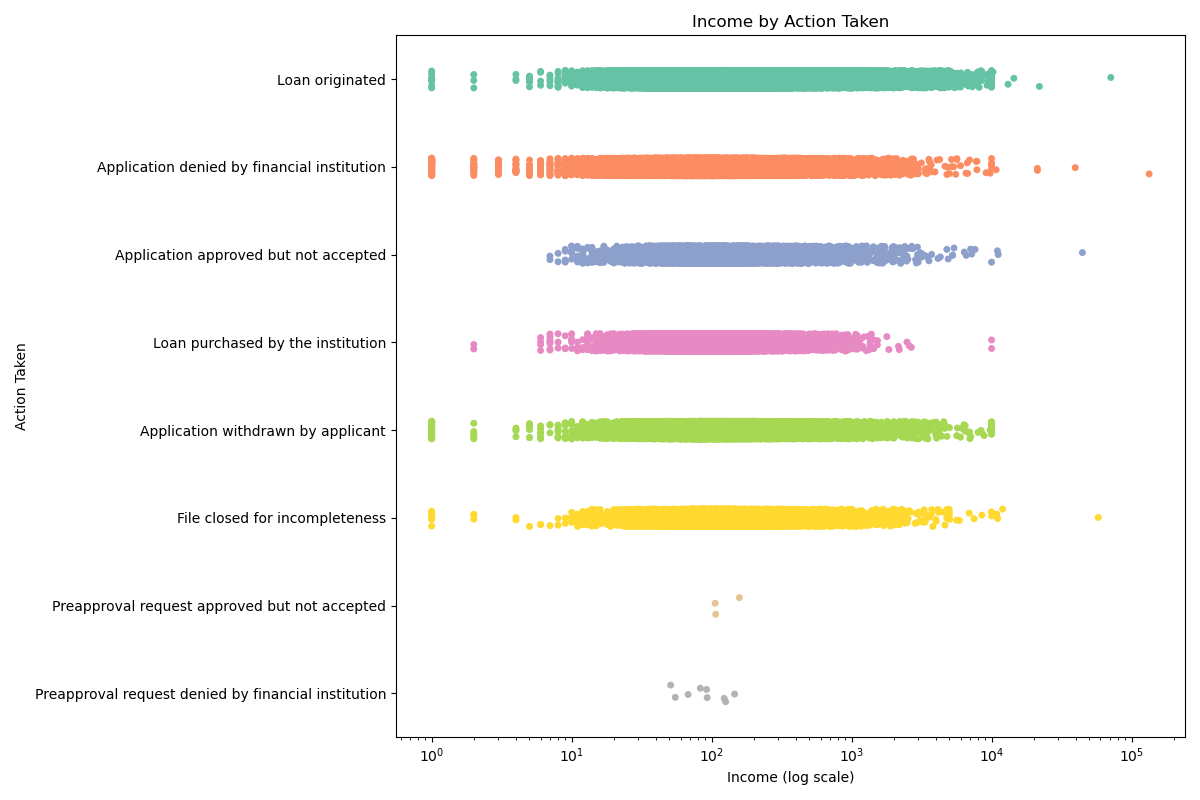 Income by Action Taken
Loan originated
Application denied by financial institution
Application approved but not accepted
Loan purchased by the institution
Application withdrawn by applicant
File closed for incompleteness
Preapproval request approved but not accepted
Preapproval request denied by financial institution
Action Taken
10⁰ 10¹ 10² 10³ 10⁴ 10⁵
Income (log scale)